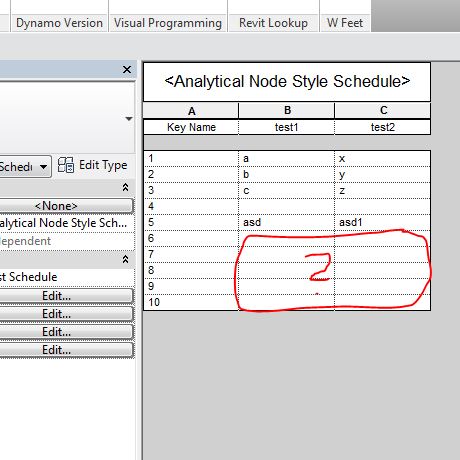 Dynamo Version Visual Programming Revit Lookup W Feet
<Analytical Node Style Schedule>
A B C
Key Name test1 test2
Schedu Edit Type
1 a x
2 b y
3 c z
4
<None>
5 asd asd1
alytical Node Style Sch...
6
ependent
7
8
st Schedule
9
Edit...
10
Edit...
Edit...
Edit...
?